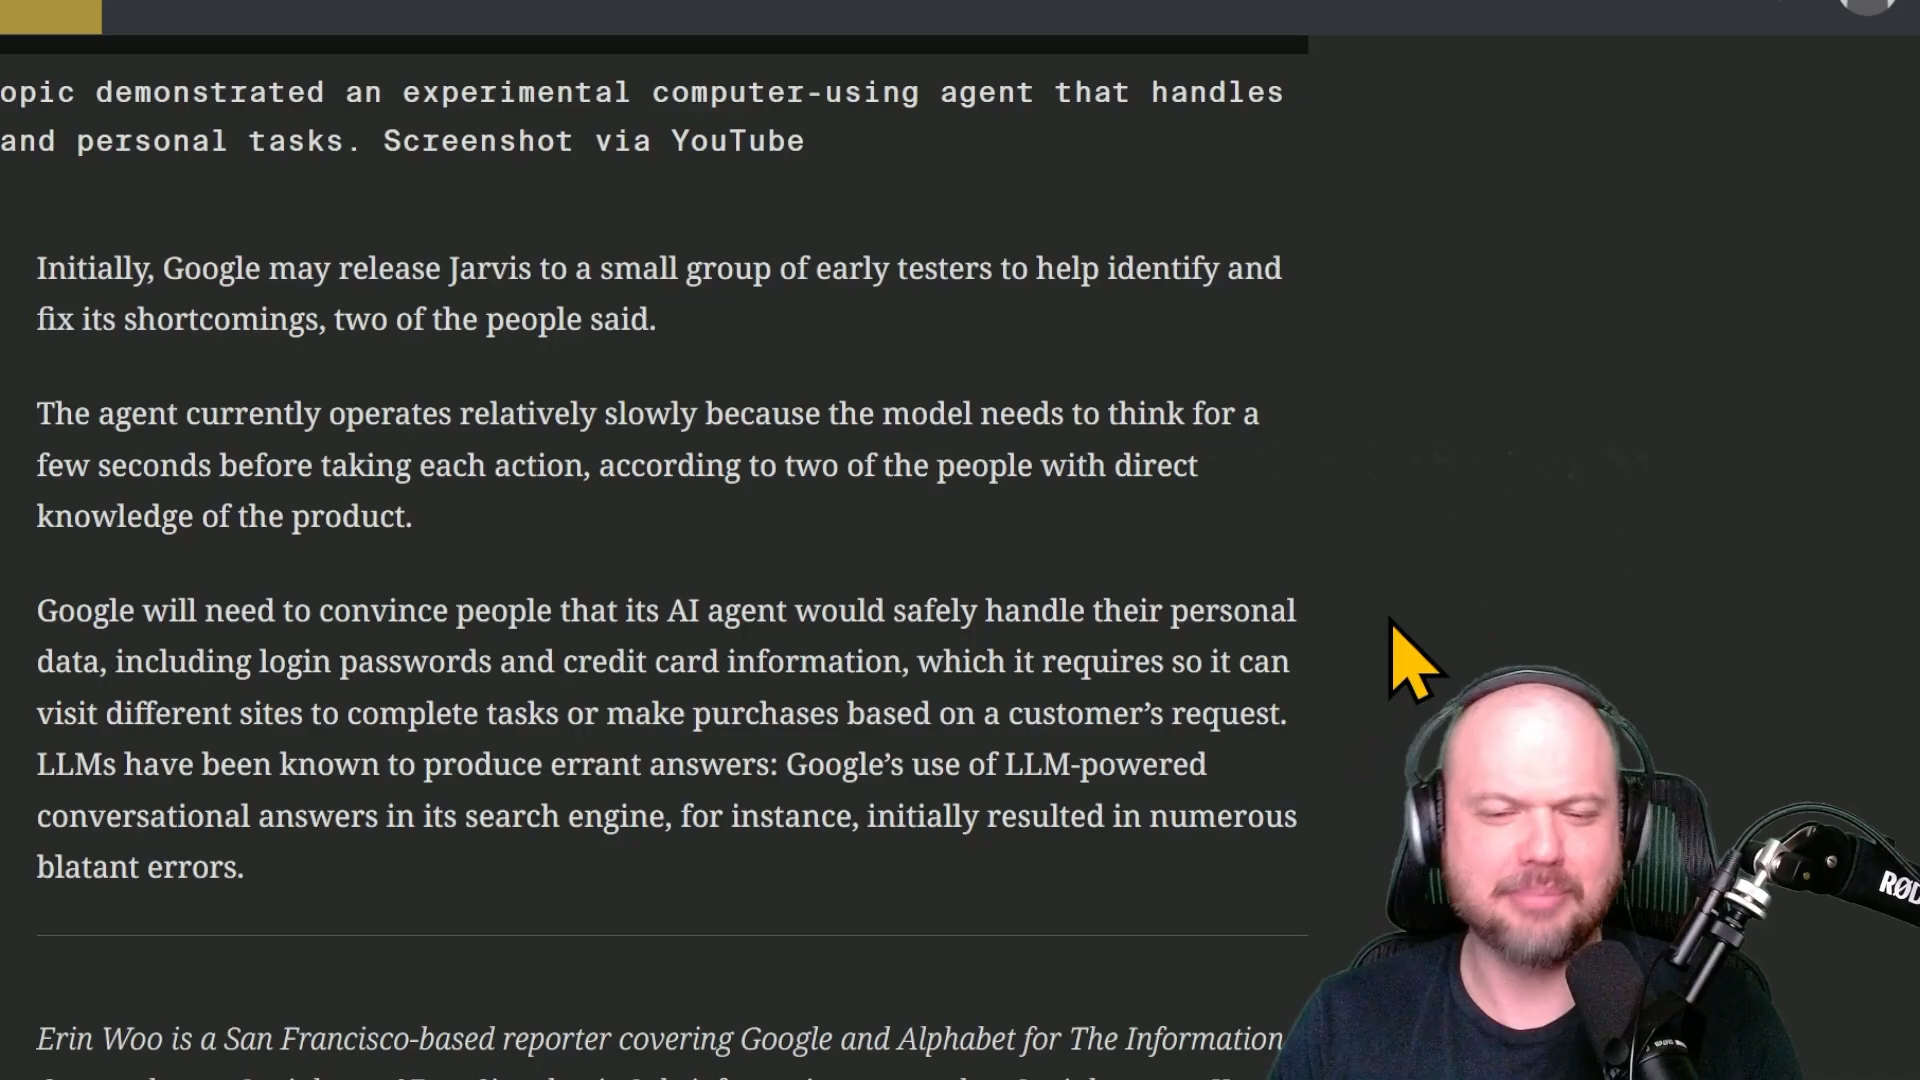 opic demonstrated an experimental computer-using agent that handles
and personal tasks. Screenshot via YouTube
Initially, Google may release Jarvis to a small group of early testers to help identify and
fix its shortcomings, two of the people said.
The agent currently operates relatively slowly because the model needs to think for a
few seconds before taking each action, according to two of the people with direct
knowledge of the product.
Google will need to convince people that its AI agent would safely handle their personal
data, including login passwords and credit card information, which it requires so it can
visit different sites to complete tasks or make purchases based on a customer’s request.
LLMs have been known to produce errant answers: Google’s use of LLM-powered
conversational answers in its search engine, for instance, initially resulted in numerous
blatant errors.
RØD
Erin Woo is a San Francisco-based reporter covering Google and Alphabet for The Information